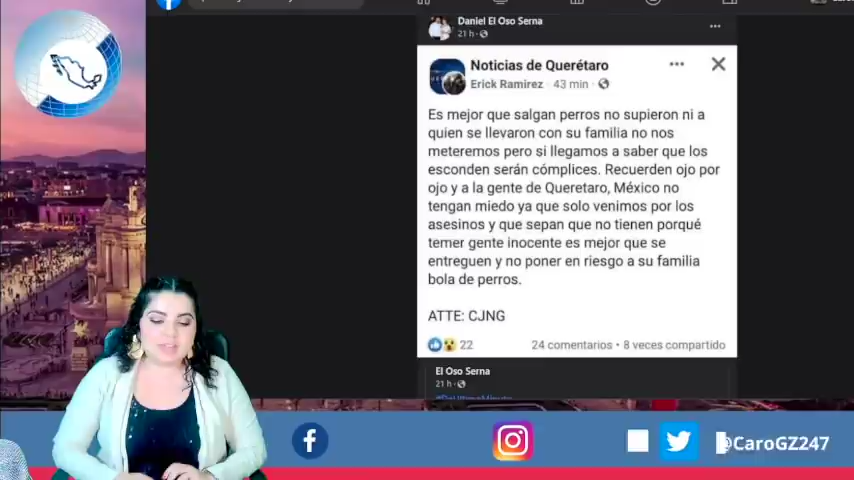 Daniel El Oso Serna
21 h ·
Noticias de Querétaro
Erick Ramirez · 43 min ·
Es mejor que salgan perros no supieron ni a
quien se llevaron con su familia no nos
meteremos pero si llegamos a saber que los
esconden serán cómplices. Recuerden ojo por
ojo y a la gente de Queretaro, México no
tengan miedo ya que solo venimos por los
asesinos y que sepan que no tienen porqué
temer gente inocente es mejor que se
entreguen y no poner en riesgo a su familia
bola de perros.
ATTE: CJNG
22
24 comentarios • 8 veces compartido
El Oso Serna
21 h ·
@CaroGZ247